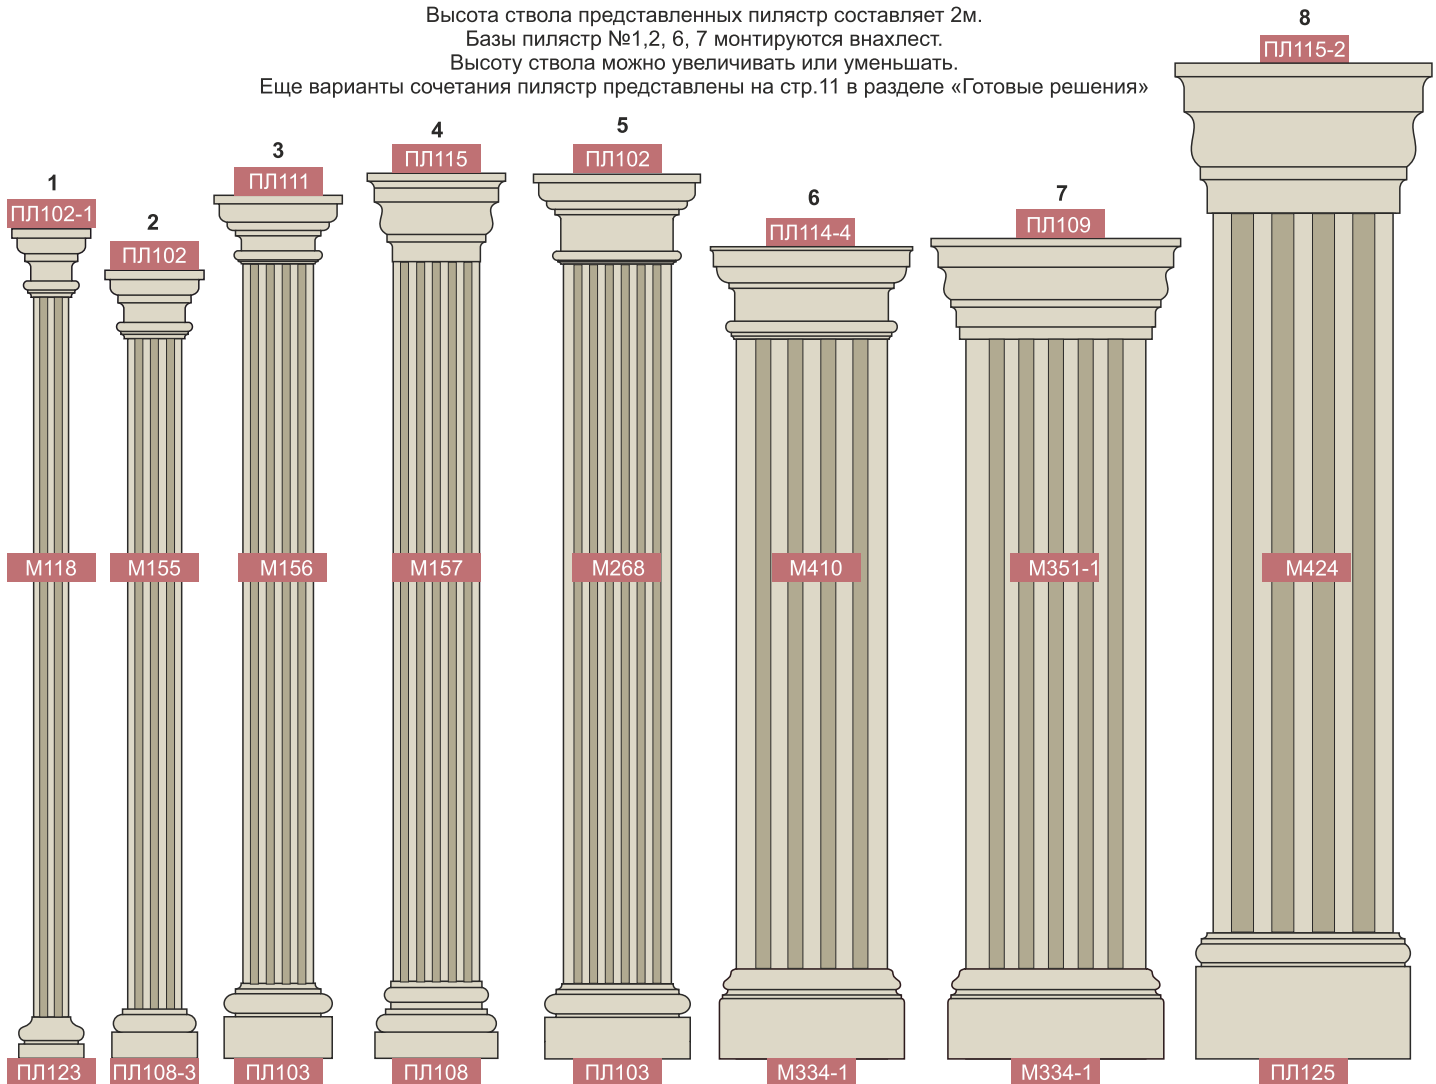 Высота ствола представленных пилястр составляет 2м.
Базы пилястр №1,2, 6, 7 монтируются внахлест.
Высоту ствола можно увеличивать или уменьшать.
Еще варианты сочетания пилястр представлены на стр.11 в разделе «Готовые решения»
1
ПЛ102-1
2
ПЛ102
3
ПЛ111
4
ПЛ115
5
ПЛ102
6
ПЛ114-4
7
ПЛ109
8
ПЛ115-2
М118
М155
М156
М157
М268
М410
М351-1
М424
ПЛ123
ПЛ108-3
ПЛ103
ПЛ108
ПЛ103
М334-1
М334-1
ПЛ125